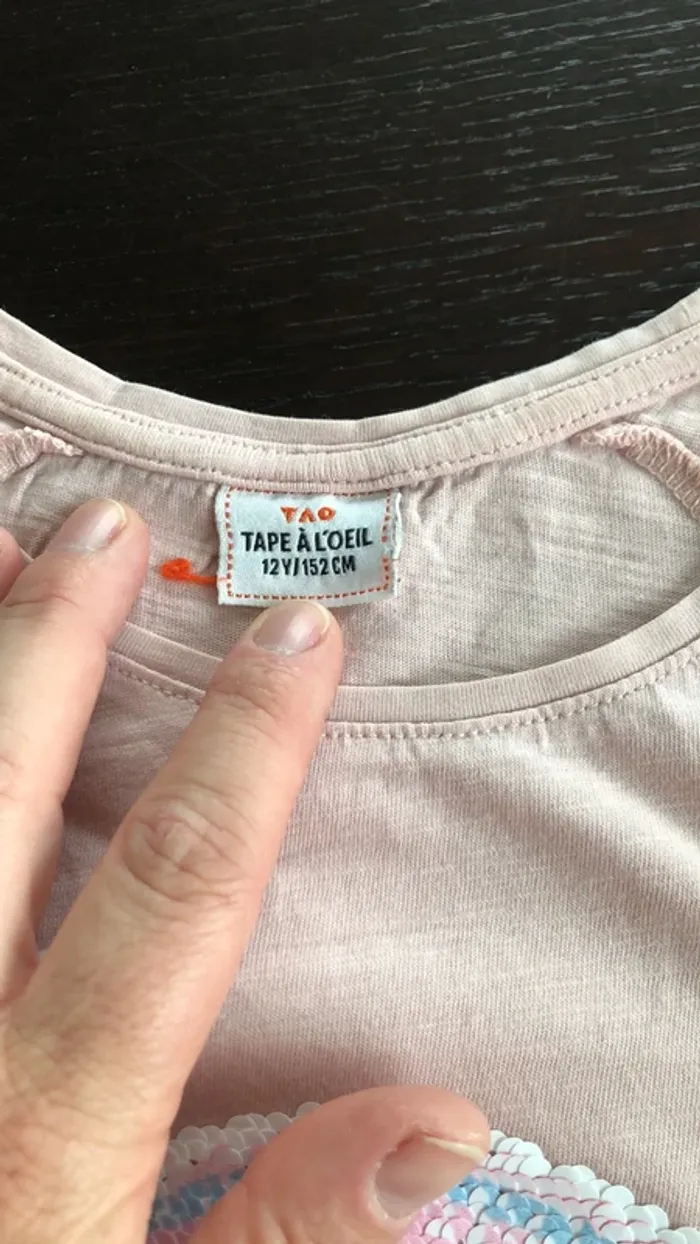 TAO
TAPE À L'OEIL
12Y/152CM